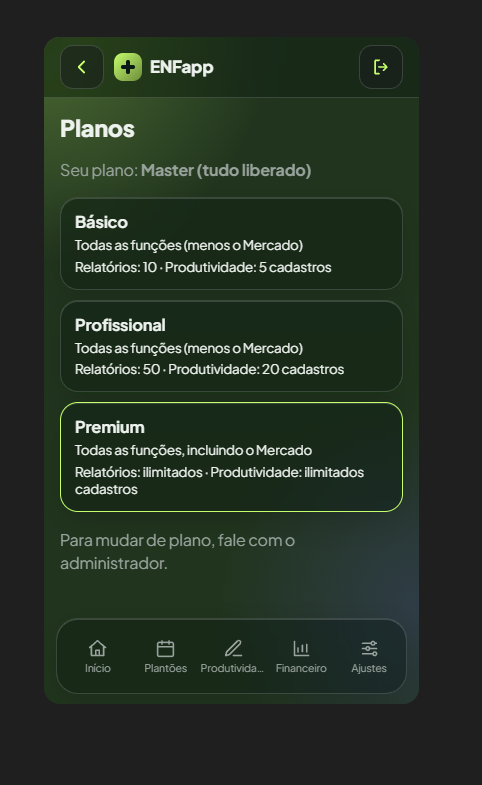 ENFapp
Planos
Seu plano: Master (tudo liberado)
Básico
Todas as funções (menos o Mercado)
Relatórios: 10 · Produtividade: 5 cadastros
Profissional
Todas as funções (menos o Mercado)
Relatórios: 50 · Produtividade: 20 cadastros
Premium
Todas as funções, incluindo o Mercado
Relatórios: ilimitados · Produtividade: ilimitados
cadastros
Para mudar de plano, fale com o
administrador.
Início
Plantões
Produtivida...
Financeiro
Ajustes